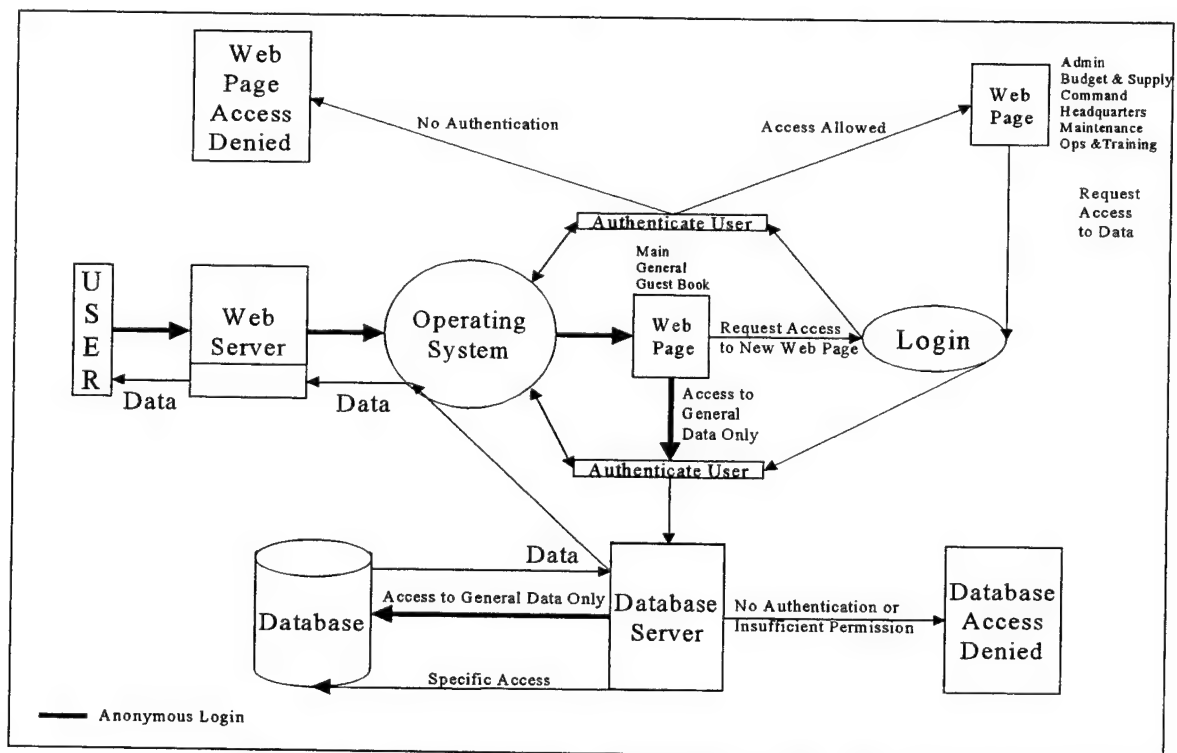 Web
Page
Access
Denied
No Authentication
Access Allowed
Web
Page
Admin
Budget & Supply
Command
Headquarters
Maintenance
Ops &Training
Request
Access
to Data
Authenticate User
Main
General
Guest Book
U
S
E
R
Web
Server
Operating
System
Web
Page
Request Access
to New Web Page
Login
Data
Data
Access to
General
Data Only
Authenticate User
Database
Data
Access to General Data Only
Specific Access
Database
Server
No Authentication or
Insufficient Permission
Database
Access
Denied
Anonymous Login